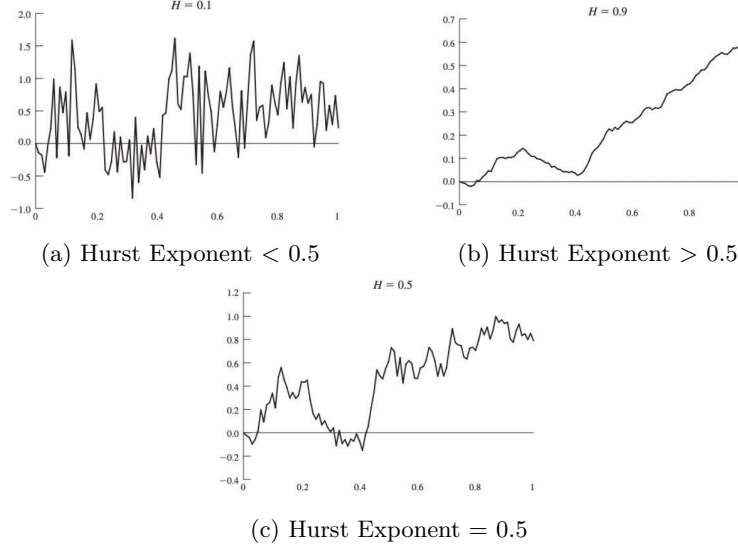 H = 0.1
2.0
1.5
1.0
0.5
0.0
−0.5
−1.0
0 0.2 0.4 0.6 0.8 1
(a) Hurst Exponent < 0.5
H = 0.9
0.7
0.6
0.5
0.4
0.3
0.2
0.1
0.0
−0.1
0 0.2 0.4 0.6 0.8
(b) Hurst Exponent > 0.5
H = 0.5
1.2
1.0
0.8
0.6
0.4
0.2
0.0
−0.2
−0.4
0 0.2 0.4 0.6 0.8 1
(c) Hurst Exponent = 0.5